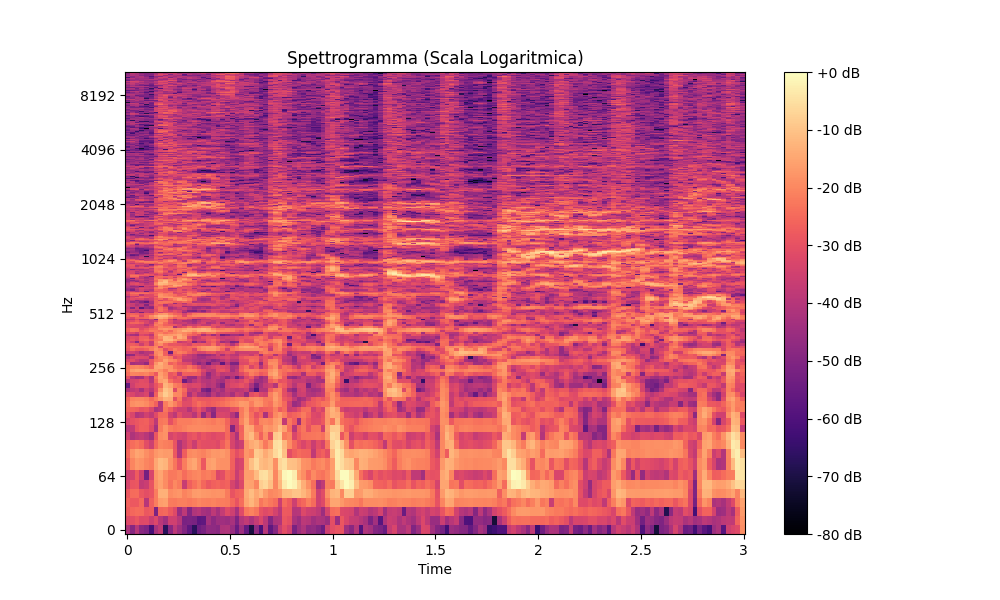 Spettrogramma (Scala Logaritmica)
Hz
8192
4096
2048
1024
512
256
128
64
0
0
0.5
1
1.5
2
2.5
3
Time
+0 dB
-10 dB
-20 dB
-30 dB
-40 dB
-50 dB
-60 dB
-70 dB
-80 dB